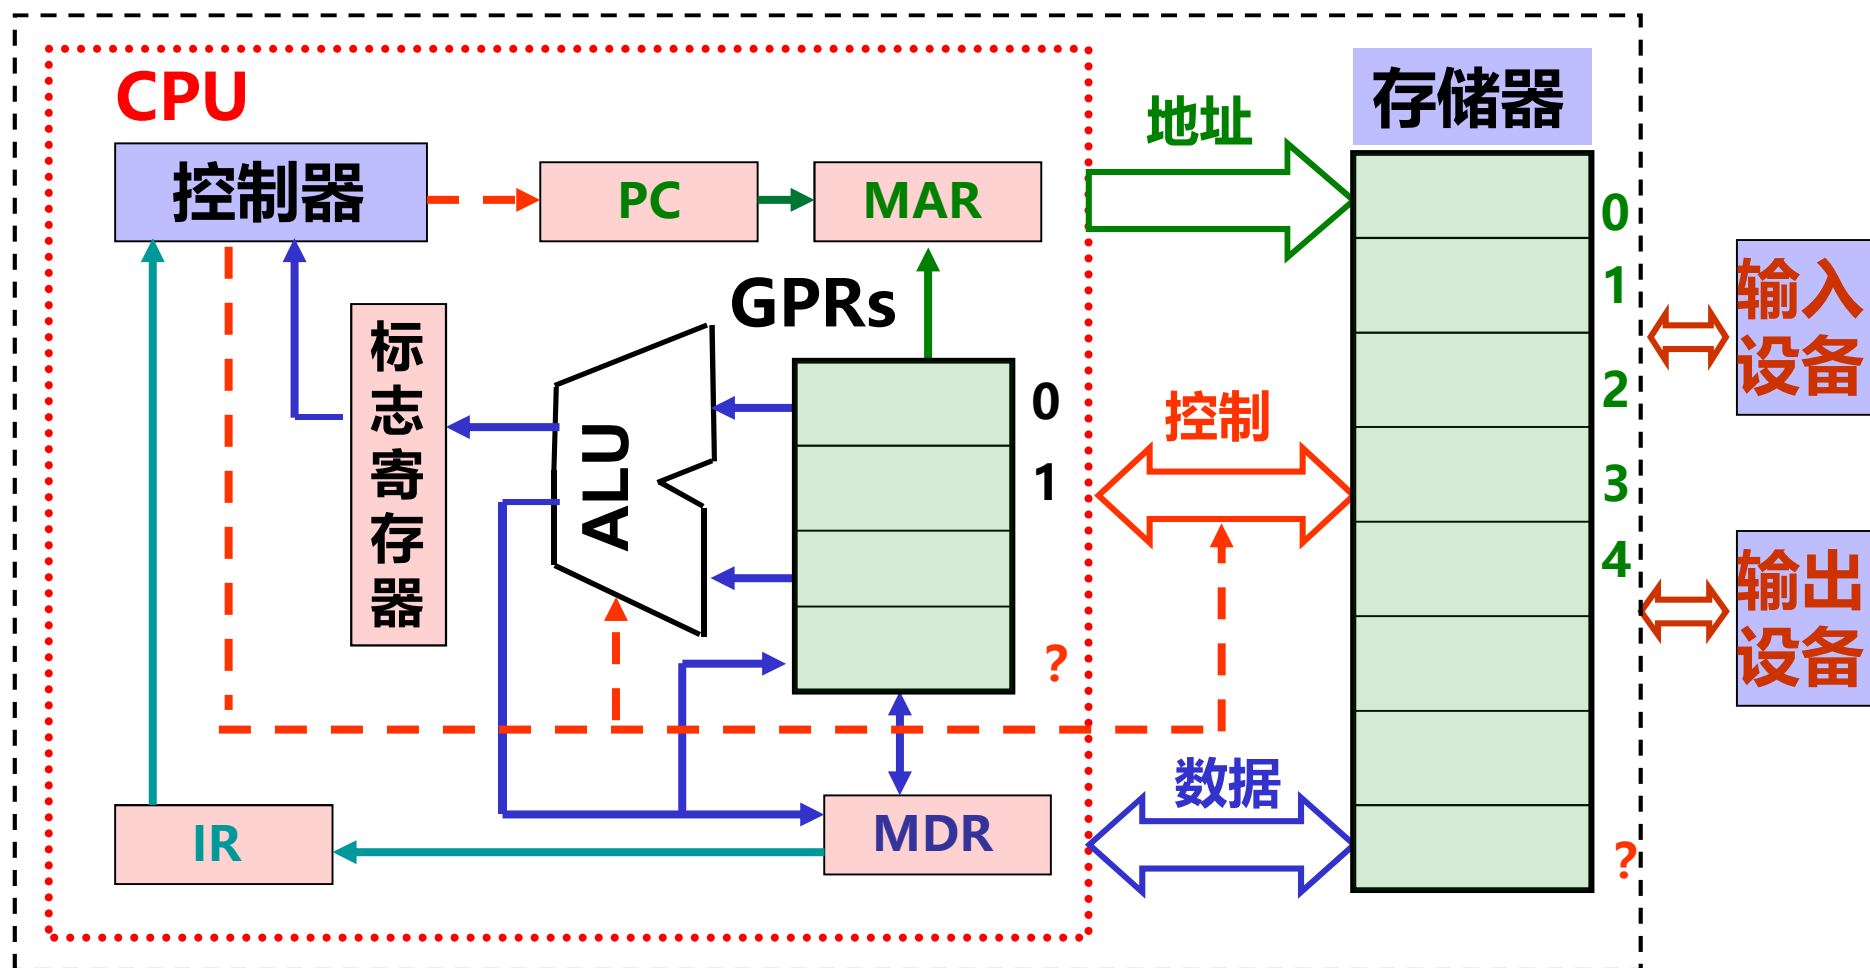 CPU
存储器
地址
控制器
PC
MAR
0
1
2
3
4
?
输入
设备
输出
设备
GPRs
标
志
寄
存
器
ALU
0
1
?
控制
数据
IR
MDR